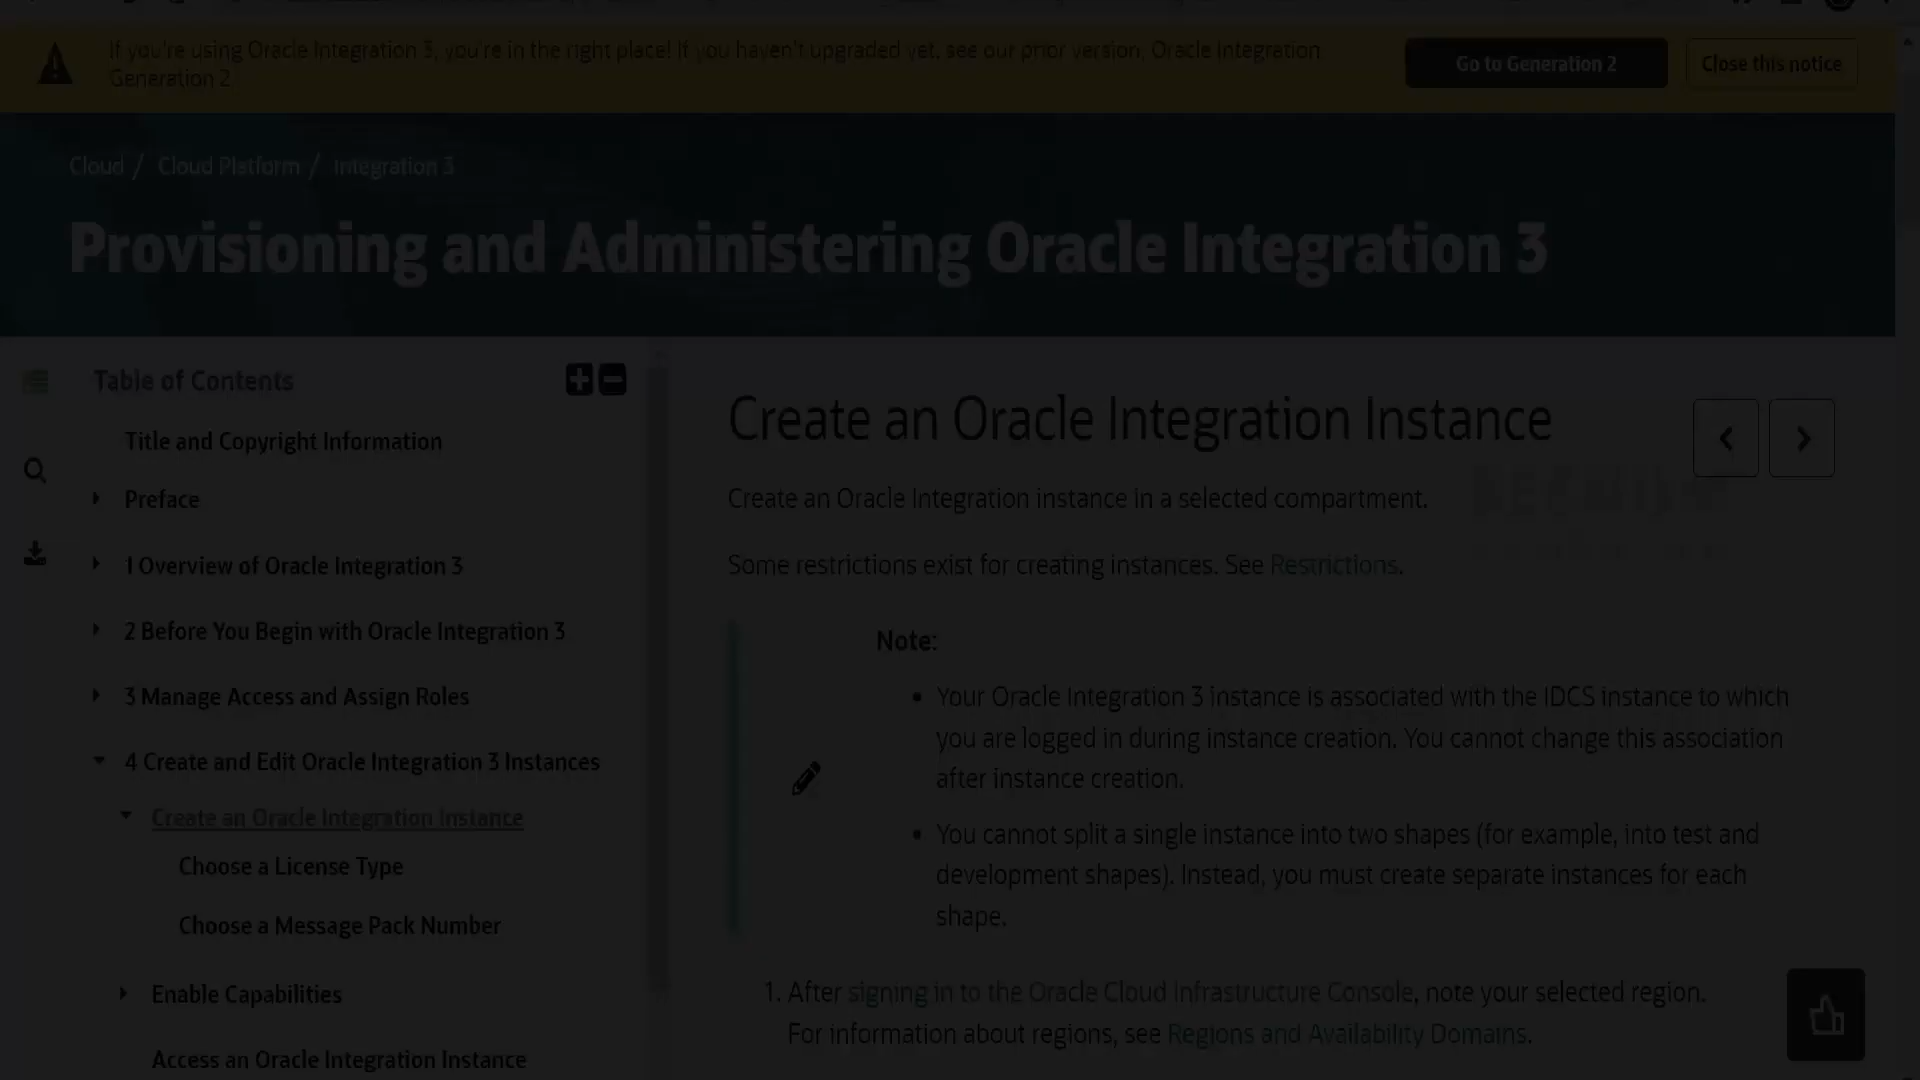 If you're using Oracle Integration 3, you're in the right place! If you haven't upgraded yet, see our prior version, Oracle Integration
Generation 2
Go to Generation 2
Close this notice
Cloud / Cloud Platform / Integration 3
Provisioning and Administering Oracle Integration 3
Table of Contents
Title and Copyright Information
Preface
1 Overview of Oracle Integration 3
2 Before You Begin with Oracle Integration 3
3 Manage Access and Assign Roles
4 Create and Edit Oracle Integration 3 Instances
Create an Oracle Integration Instance
Choose a License Type
Choose a Message Pack Number
Enable Capabilities
Access an Oracle Integration Instance
Create an Oracle Integration Instance
Create an Oracle Integration instance in a selected compartment.
Some restrictions exist for creating instances. See Restrictions.
Note:
• Your Oracle Integration 3 instance is associated with the IDCS instance to which
you are logged in during instance creation. You cannot change this association
after instance creation.
• You cannot split a single instance into two shapes (for example, into test and
development shapes). Instead, you must create separate instances for each
shape.
1. After signing in to the Oracle Cloud Infrastructure Console, note your selected region.
For information about regions, see Regions and Availability Domains.